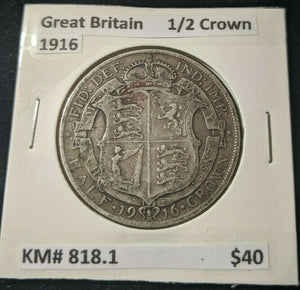 Great Britain 1/2 Crown
1916
FID: DEF: IND: IMP:
HALF 19 16 CROWN
KM# 818.1 $40